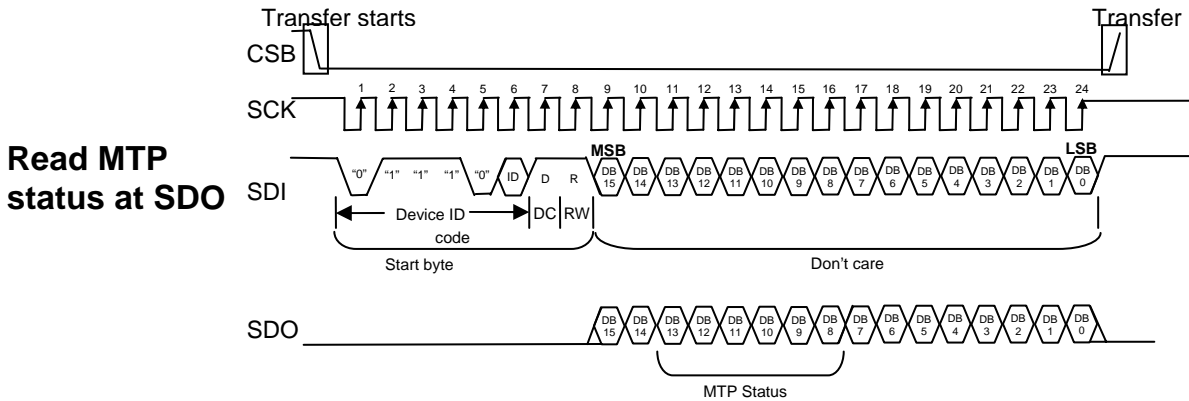 Transfer starts
Transfer
CSB
1 2 3 4 5 6 7 8 9 10 11 12 13 14 15 16 17 18 19 20 21 22 23 24
SCK
Read MTP
status at SDO
MSB
LSB
SDI
"0" "1" "1" "1" "0" ID D R DB 15 DB 14 DB 13 DB 12 DB 11 DB 10 DB 9 DB 8 DB 7 DB 6 DB 5 DB 4 DB 3 DB 2 DB 1 DB 0
Device ID
code
DC RW
Start byte
Don't care
SDO
DB 15 DB 14 DB 13 DB 12 DB 11 DB 10 DB 9 DB 8 DB 7 DB 6 DB 5 DB 4 DB 3 DB 2 DB 1 DB 0
MTP Status